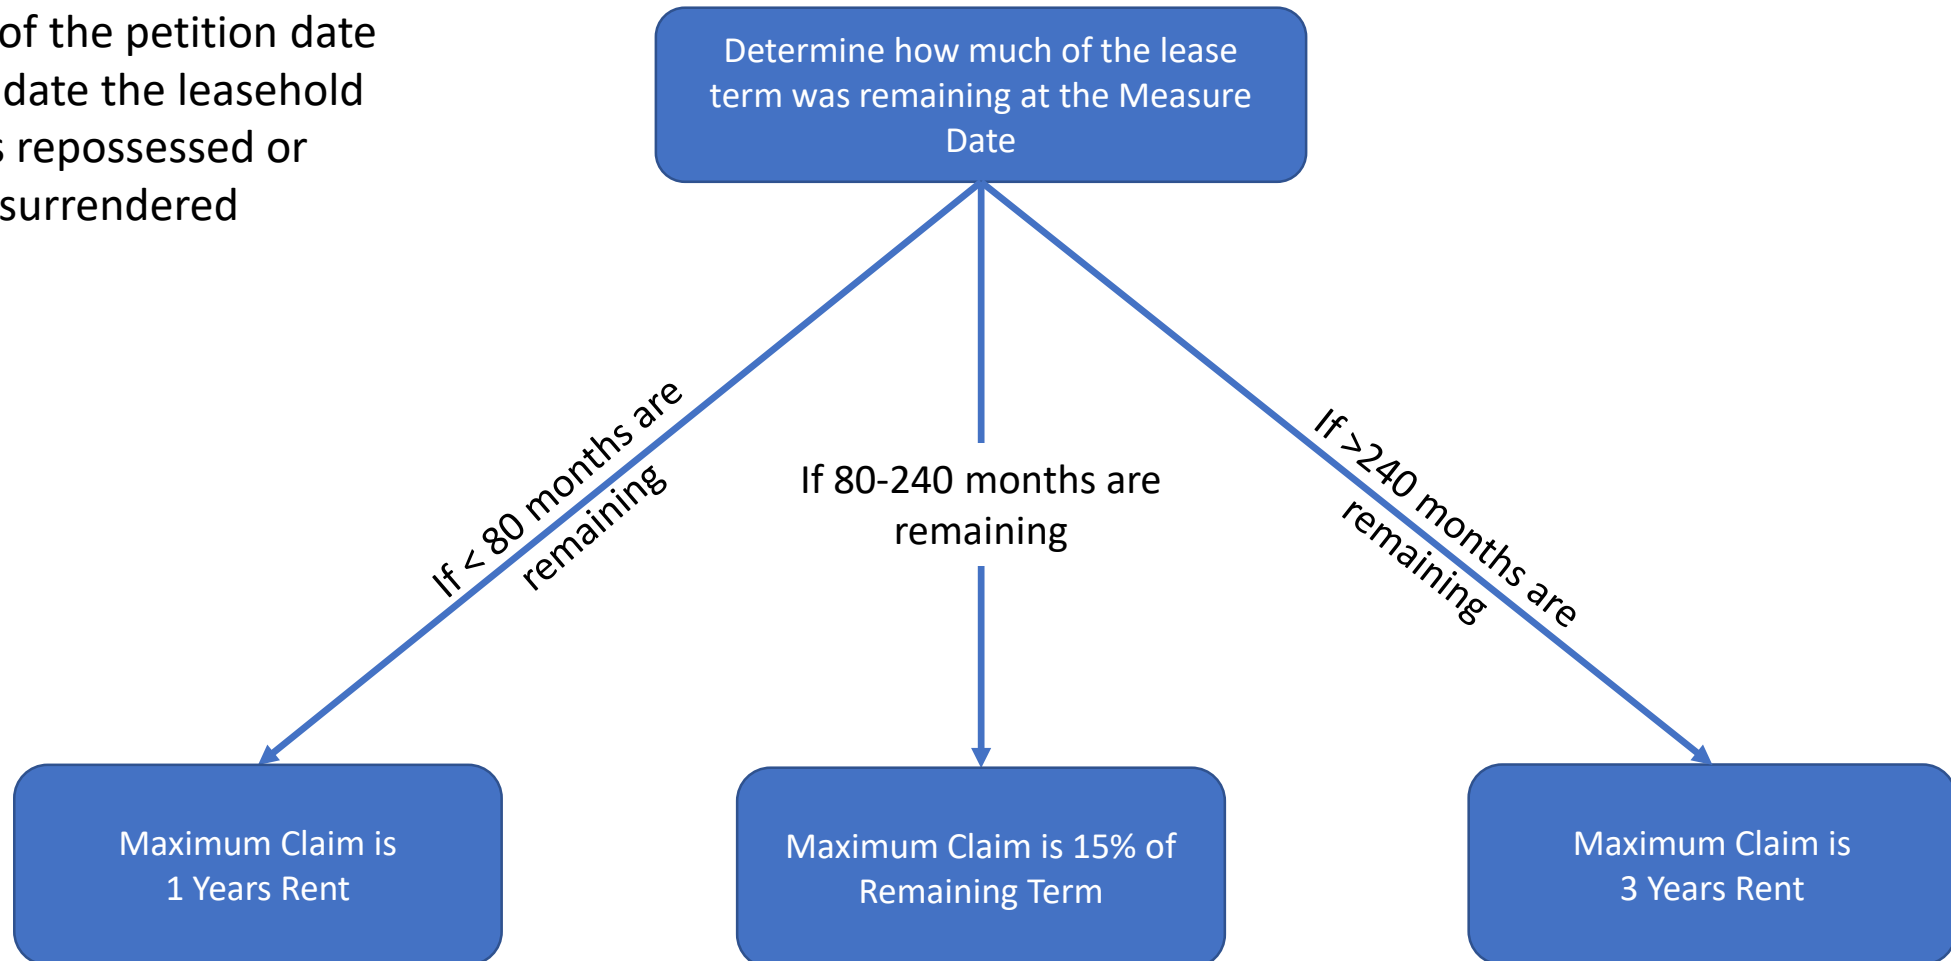 of the petition date
date the leasehold
s repossessed or
surrendered
Determine how much of the lease
term was remaining at the Measure
Date
If < 80 months are
remaining
If 80-240 months are
remaining
If >240 months are
remaining
Maximum Claim is
1 Years Rent
Maximum Claim is 15% of
Remaining Term
Maximum Claim is
3 Years Rent